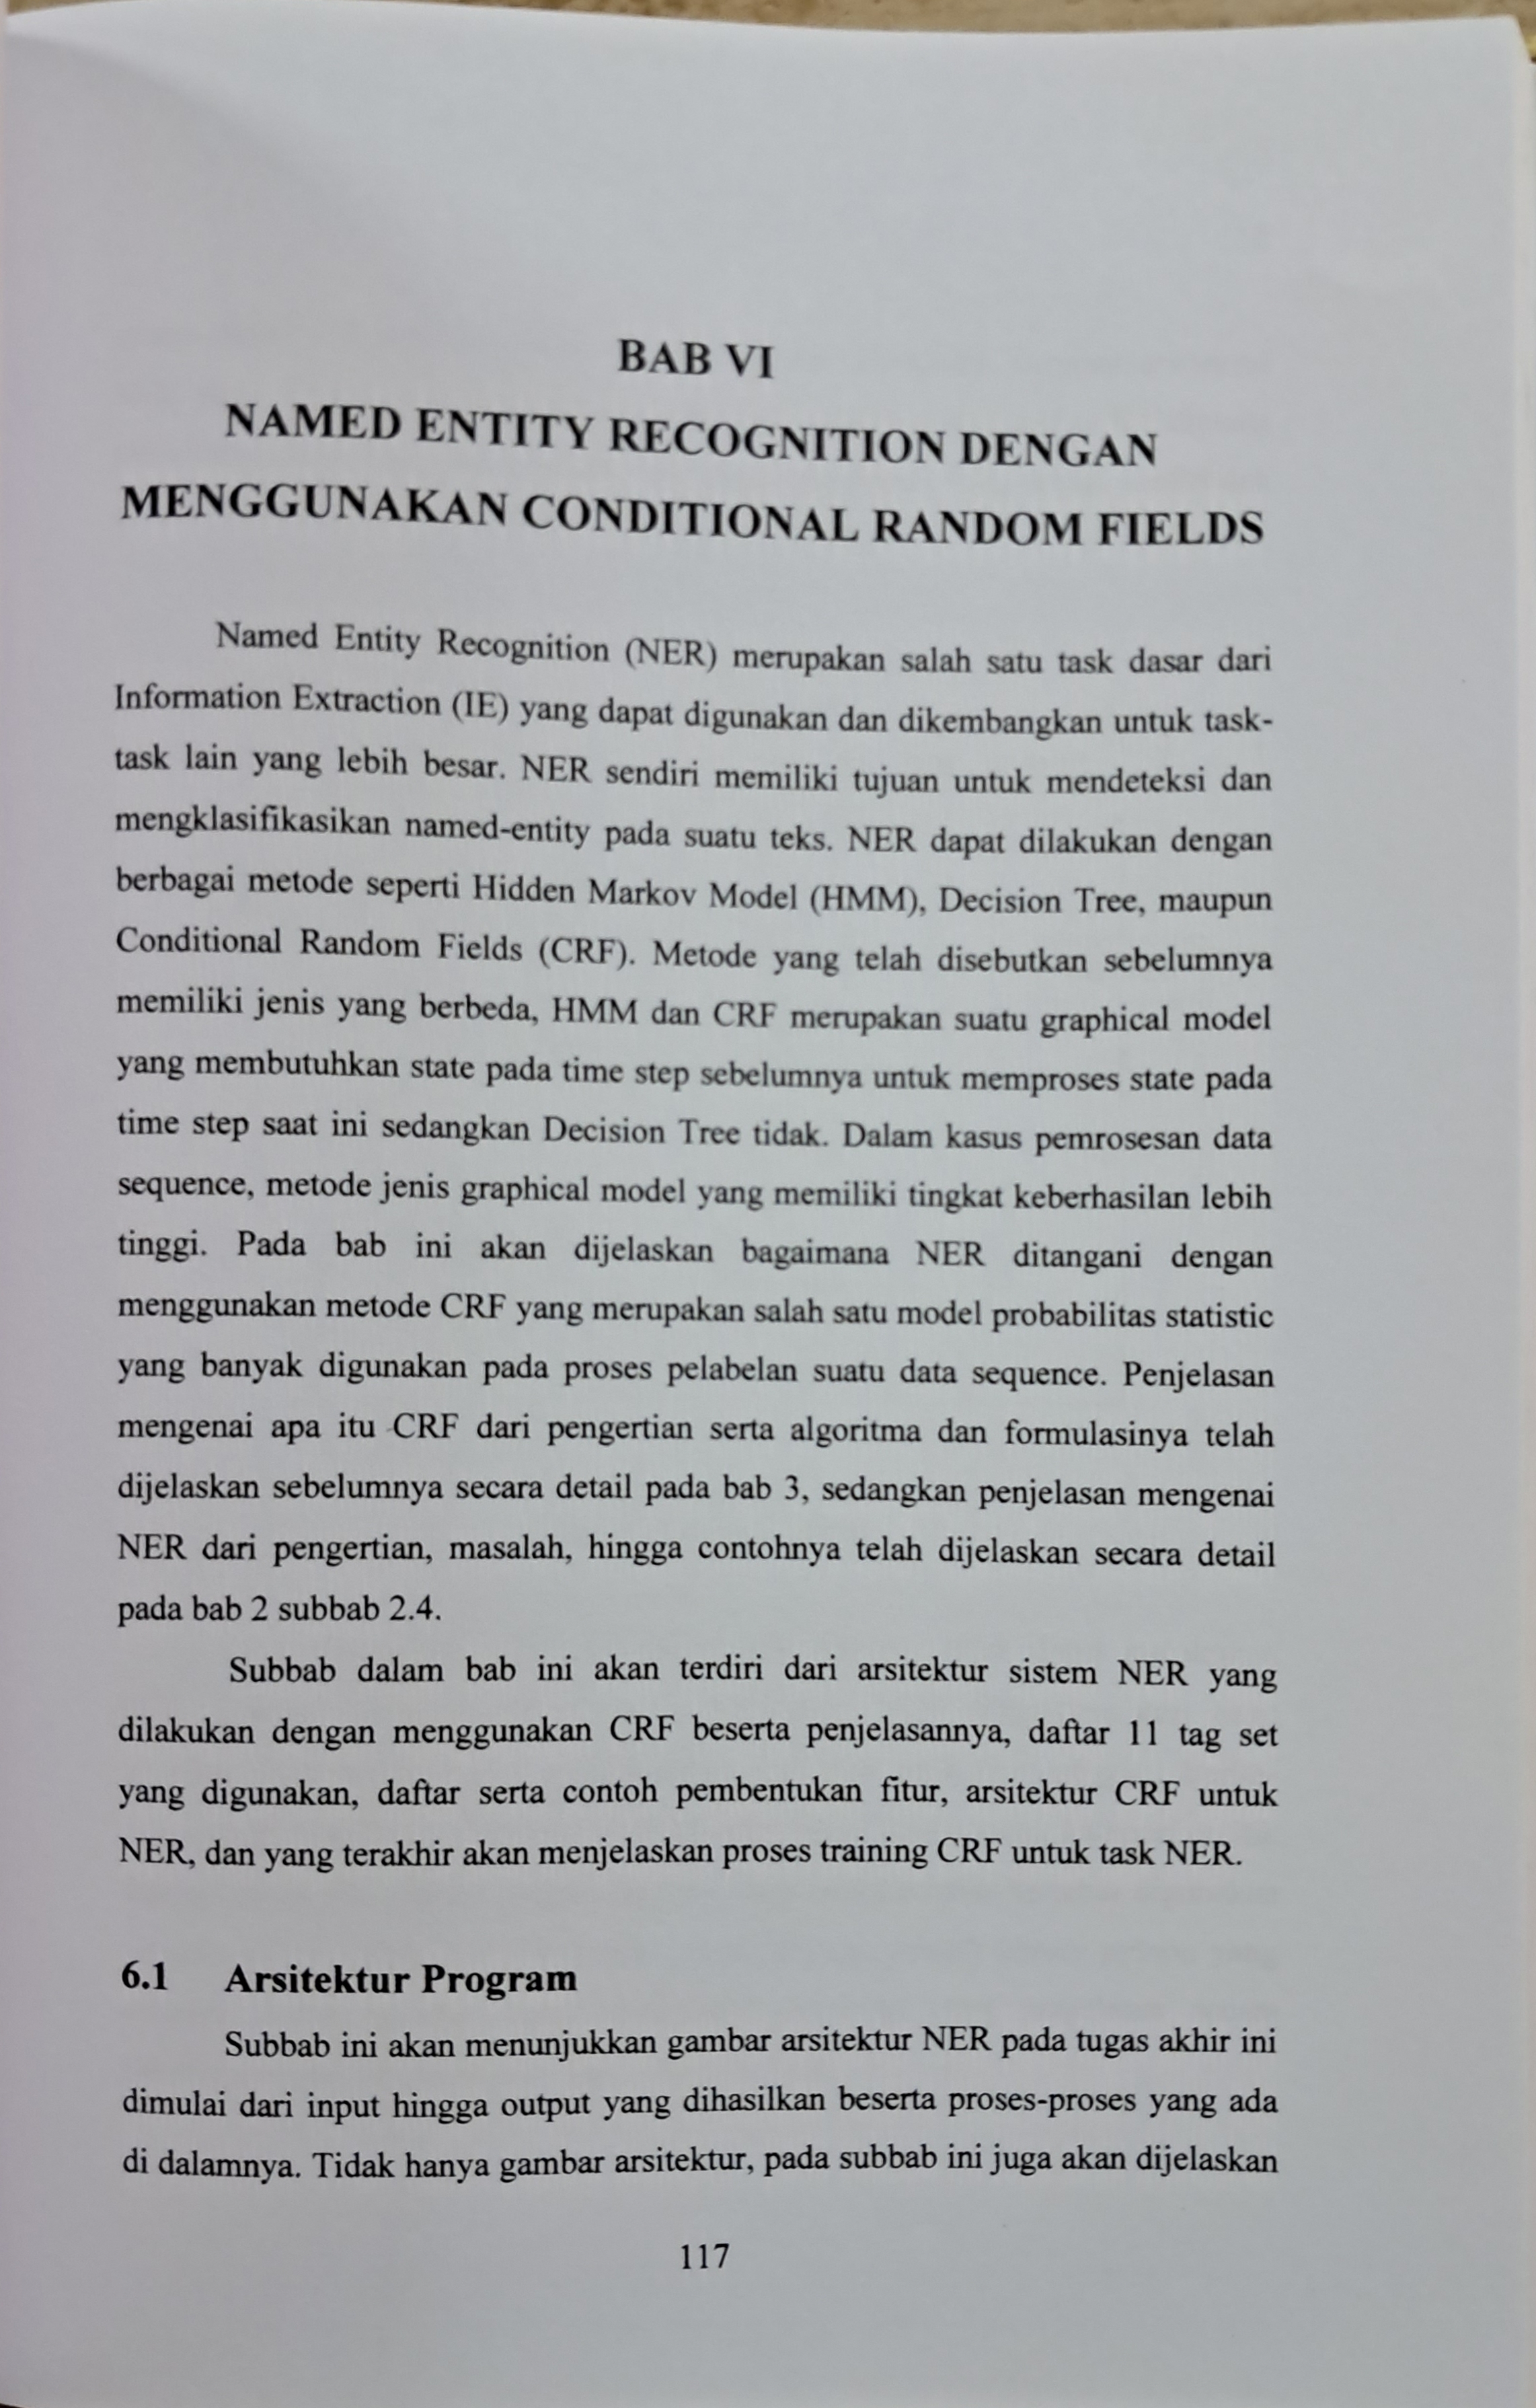 BAB VI
NAMED ENTITY RECOGNITION DENGAN
MENGGUNAKAN CONDITIONAL RANDOM FIELDS
Named Entity Recognition (NER) merupakan salah satu task dasar dari
Information Extraction (IE) yang dapat digunakan dan dikembangkan untuk task-
task lain yang lebih besar. NER sendiri memiliki tujuan untuk mendeteksi dan
mengklasifikasikan named-entity pada suatu teks. NER dapat dilakukan dengan
berbagai metode seperti Hidden Markov Model (HMM), Decision Tree, maupun
Conditional Random Fields (CRF). Metode yang telah disebutkan sebelumnya
memiliki jenis yang berbeda, HMM dan CRF merupakan suatu graphical model
yang membutuhkan state pada time step sebelumnya untuk memproses state pada
time step saat ini sedangkan Decision Tree tidak. Dalam kasus pemrosesan data
sequence, metode jenis graphical model yang memiliki tingkat keberhasilan lebih
tinggi. Pada bab ini akan dijelaskan bagaimana NER ditangani dengan
menggunakan metode CRF yang merupakan salah satu model probabilitas statistic
yang banyak digunakan pada proses pelabelan suatu data sequence. Penjelasan
mengenai apa itu CRF dari pengertian serta algoritma dan formulasinya telah
dijelaskan sebelumnya secara detail pada bab 3, sedangkan penjelasan mengenai
NER dari pengertian, masalah, hingga contohnya telah dijelaskan secara detail
pada bab 2 subbab 2.4.
Subbab dalam bab ini akan terdiri dari arsitektur sistem NER yang
dilakukan dengan menggunakan CRF beserta penjelasannya, daftar 11 tag set
yang digunakan, daftar serta contoh pembentukan fitur, arsitektur CRF untuk
NER, dan yang terakhir akan menjelaskan proses training CRF untuk task NER.
6.1 Arsitektur Program
Subbab ini akan menunjukkan gambar arsitektur NER pada tugas akhir ini
dimulai dari input hingga output yang dihasilkan beserta proses-proses yang ada
di dalamnya. Tidak hanya gambar arsitektur, pada subbab ini juga akan dijelaskan
117